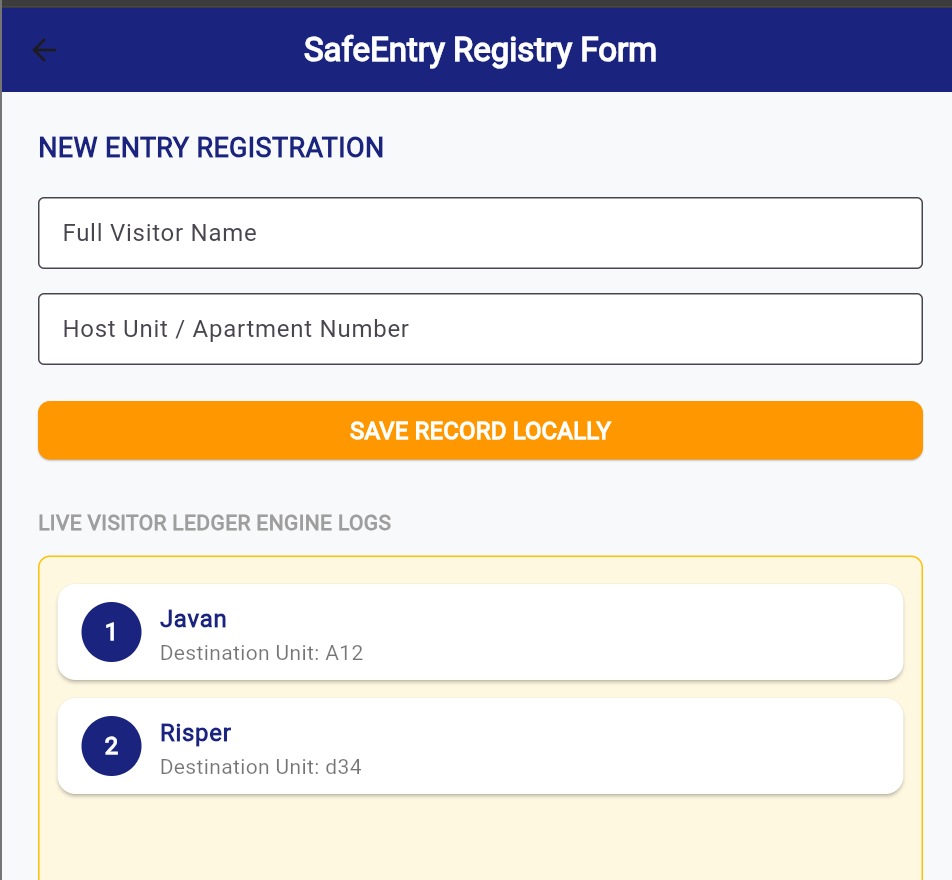 SafeEntry Registry Form
NEW ENTRY REGISTRATION
Full Visitor Name
Host Unit / Apartment Number
SAVE RECORD LOCALLY
LIVE VISITOR LEDGER ENGINE LOGS
1
Javan
Destination Unit: A12
2
Risper
Destination Unit: d34